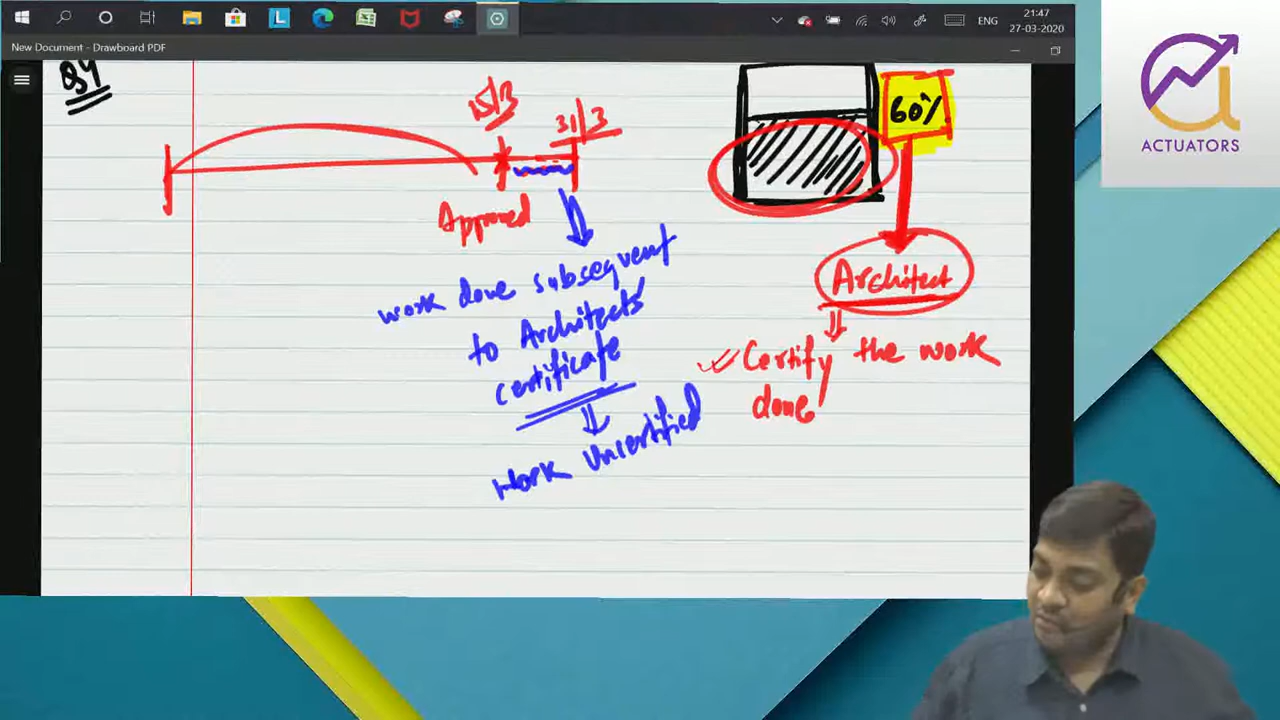 21:47
ENG
27-03-2020
New Document - Drawboard PDF
Q34
15/3
31/3
60%
ACTUATORS
Approved
Architect
work done subsequent
to Architects'
certificate
Certify the work
done
work Uncertified